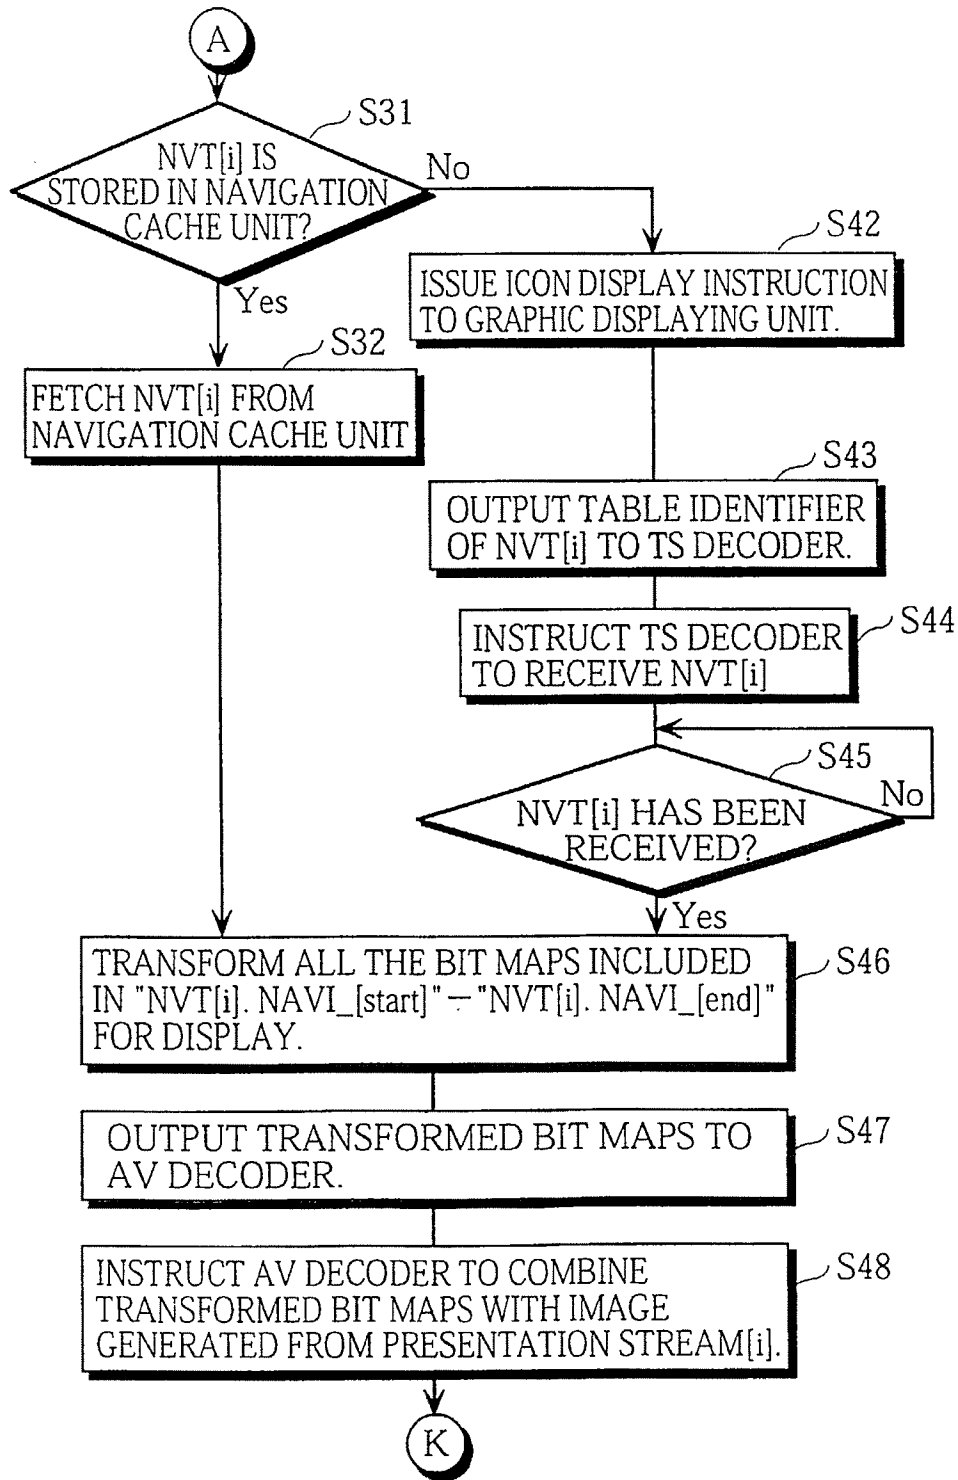 A
S31
NVT[i] IS
STORED IN NAVIGATION
CACHE UNIT?
No
Yes
S42
ISSUE ICON DISPLAY INSTRUCTION
TO GRAPHIC DISPLAYING UNIT.
S32
FETCH NVT[i] FROM
NAVIGATION CACHE UNIT
S43
OUTPUT TABLE IDENTIFIER
OF NVT[i] TO TS DECODER.
S44
INSTRUCT TS DECODER
TO RECEIVE NVT[i]
S45
No
NVT[i] HAS BEEN
RECEIVED?
Yes
S46
TRANSFORM ALL THE BIT MAPS INCLUDED
IN "NVT[i]. NAVI_[start]" – "NVT[i]. NAVI_[end]"
FOR DISPLAY.
S47
OUTPUT TRANSFORMED BIT MAPS TO
AV DECODER.
S48
INSTRUCT AV DECODER TO COMBINE
TRANSFORMED BIT MAPS WITH IMAGE
GENERATED FROM PRESENTATION STREAM[i].
K